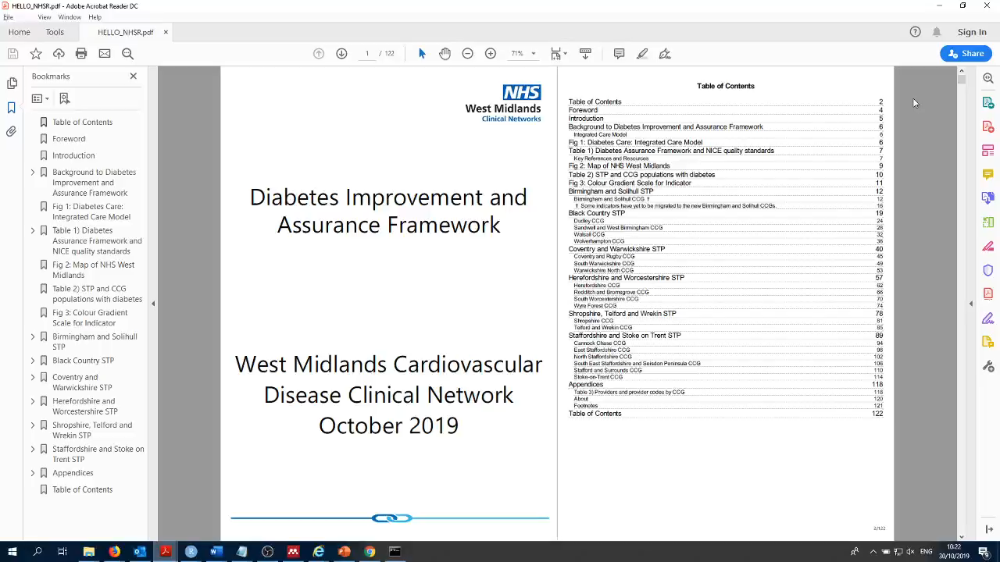 HELLO_NHSR.pdf - Adobe Acrobat Reader DC
File View Window Help
Home Tools HELLO_NHSR.pdf × Sign In
1 / 122 71% Share
Bookmarks
Table of Contents
Foreword
Introduction
Background to Diabetes
Improvement and
Assurance Framework
Fig 1: Diabetes Care:
Integrated Care Model
Table 1) Diabetes
Assurance Framework and
NICE quality standards
Fig 2: Map of NHS West
Midlands
Table 2) STP and CCG
populations with diabetes
Fig 3: Colour Gradient
Scale for Indicator
Birmingham and Solihull
STP
Black Country STP
Coventry and
Warwickshire STP
Herefordshire and
Worcestershire STP
Shropshire, Telford and
Wrekin STP
Staffordshire and Stoke on
Trent STP
Appendices
Table of Contents
NHS
West Midlands
Clinical Networks
Diabetes Improvement and
Assurance Framework
West Midlands Cardiovascular
Disease Clinical Network
October 2019
Table of Contents
Table of Contents 2
Foreword 4
Introduction 5
Background to Diabetes Improvement and Assurance Framework 6
Integrated Care Model 6
Fig 1: Diabetes Care: Integrated Care Model 6
Table 1) Diabetes Assurance Framework and NICE quality standards 7
Key References and Resources 7
Fig 2: Map of NHS West Midlands 9
Table 2) STP and CCG populations with diabetes 10
Fig 3: Colour Gradient Scale for Indicator 11
Birmingham and Solihull STP 12
Birmingham and Solihull CCG † 12
† Some indicators have yet to be migrated to the new Birmingham and Solihull CCGs. 16
Black Country STP 19
Dudley CCG 24
Sandwell and West Birmingham CCG 28
Walsall CCG 32
Wolverhampton CCG 36
Coventry and Warwickshire STP 40
Coventry and Rugby CCG 45
South Warwickshire CCG 49
Warwickshire North CCG 53
Herefordshire and Worcestershire STP 57
Herefordshire CCG 62
Redditch and Bromsgrove CCG 66
South Worcestershire CCG 70
Wyre Forest CCG 74
Shropshire, Telford and Wrekin STP 78
Shropshire CCG 81
Telford and Wrekin CCG 85
Staffordshire and Stoke on Trent STP 89
Cannock Chase CCG 94
East Staffordshire CCG 98
North Staffordshire CCG 102
South East Staffordshire and Seisdon Peninsula CCG 106
Stafford and Surrounds CCG 110
Stoke-on-Trent CCG 114
Appendices 118
Table 3) Providers and provider codes by CCG 118
About 120
Footnotes 121
Table of Contents 122
2/122
ENG
10:22
30/10/2019